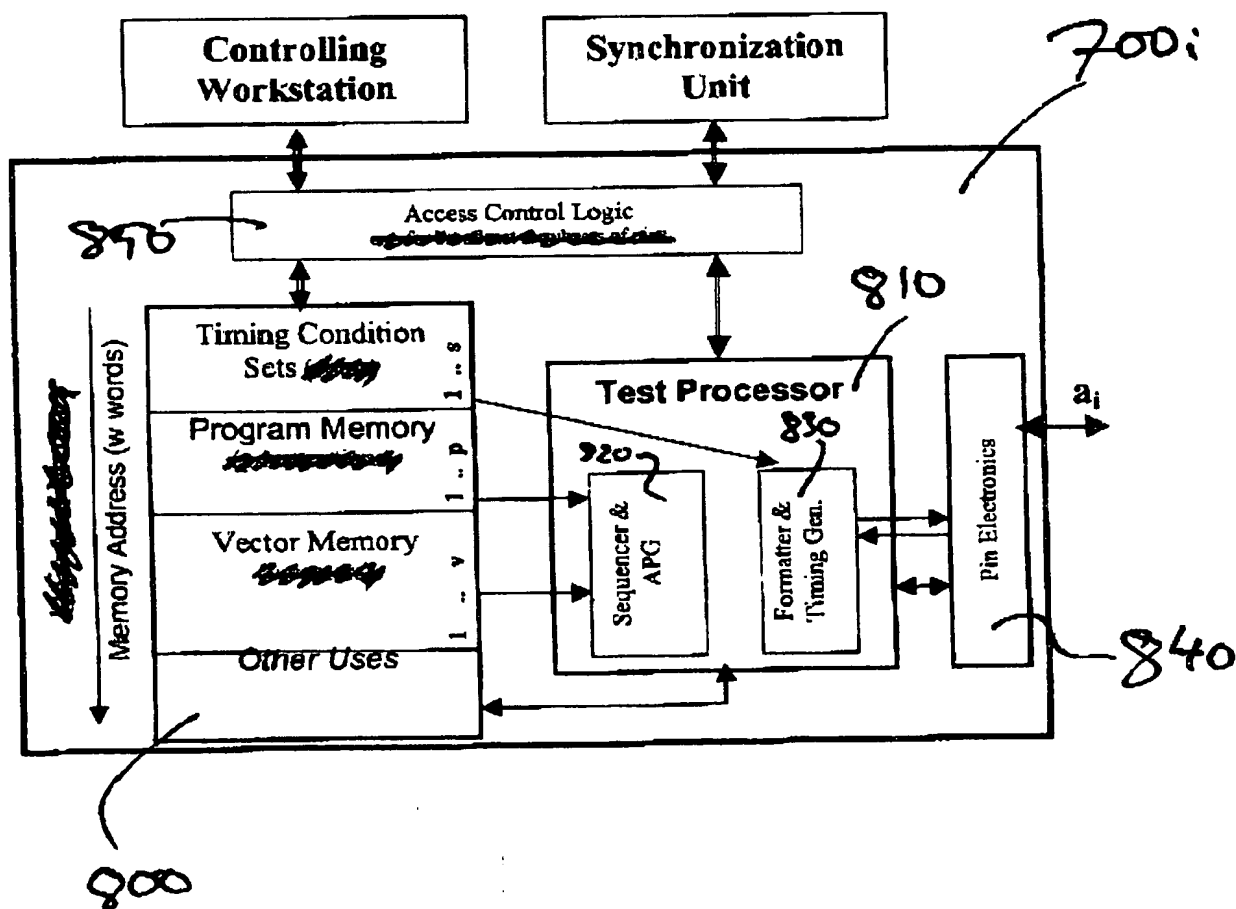 Controlling
Workstation
Synchronization
Unit
700i
Access Control Logic
850
810
Memory Address (w words)
Timing Condition
Sets
1 .. s
Program Memory
1 .. p
Vector Memory
1 .. v
Other Uses
Test Processor
820
830
Sequencer &
APG
Formatter &
Timing Gen.
Pin Electronics
aᵢ
840
800